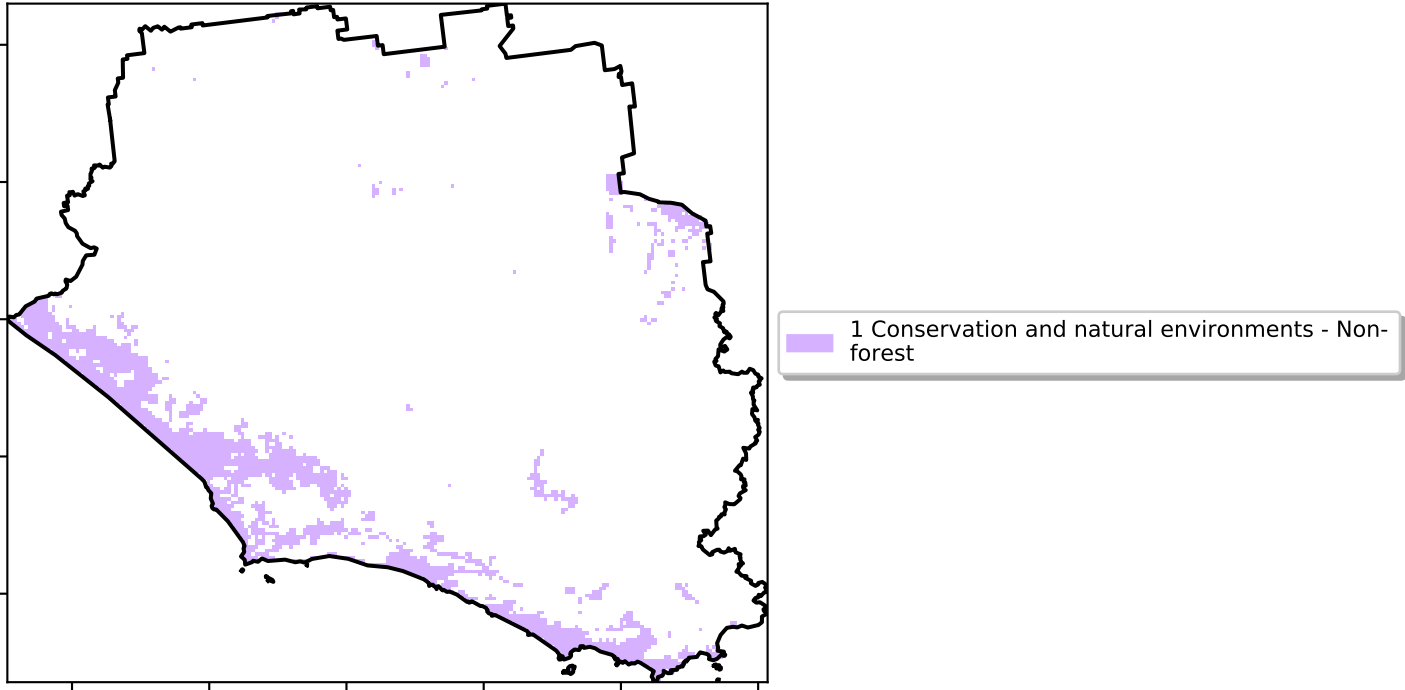 1 Conservation and natural environments - Non-
forest